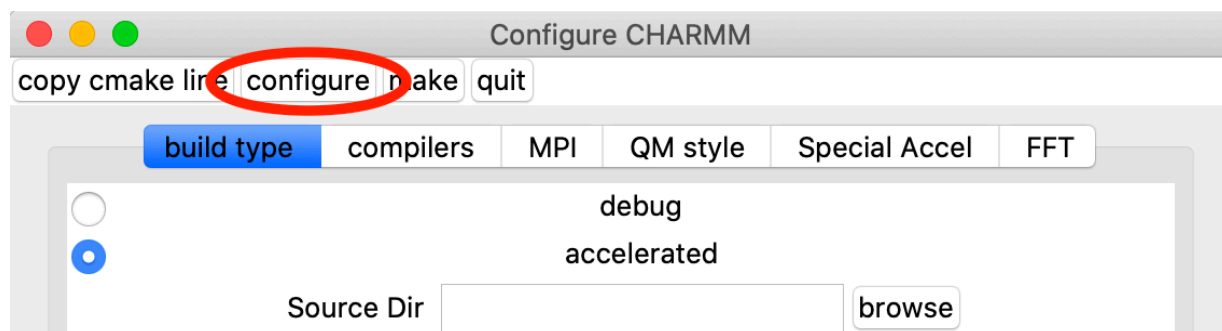 Configure CHARMM
copy cmake line configure make quit
build type compilers MPI QM style Special Accel FFT
debug
accelerated
Source Dir browse